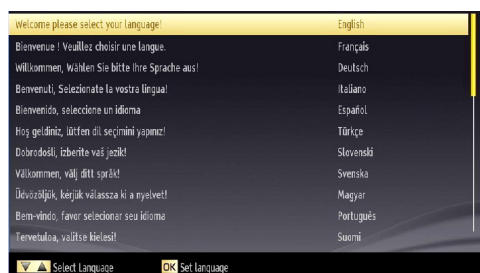 Welcome please select your language! English
Bienvenue ! Veuillez choisir une langue. Français
Willkommen, Wählen Sie bitte Ihre Sprache aus! Deutsch
Benvenuti, Selezionate la vostra lingua! Italiano
Bienvenido, seleccione un idioma Español
Hoş geldiniz, lütfen dil seçimini yapınız! Türkçe
Dobrodošli, izberite vaš jezik! Slovenski
Välkommen, välj ditt språk! Svenska
Üdvözöljük, kérjük válassza ki a nyelvet! Magyar
Bem-vindo, favor selecionar seu idioma Português
Tervetuloa, valitse kielesi! Suomi
Select Language OK Set language